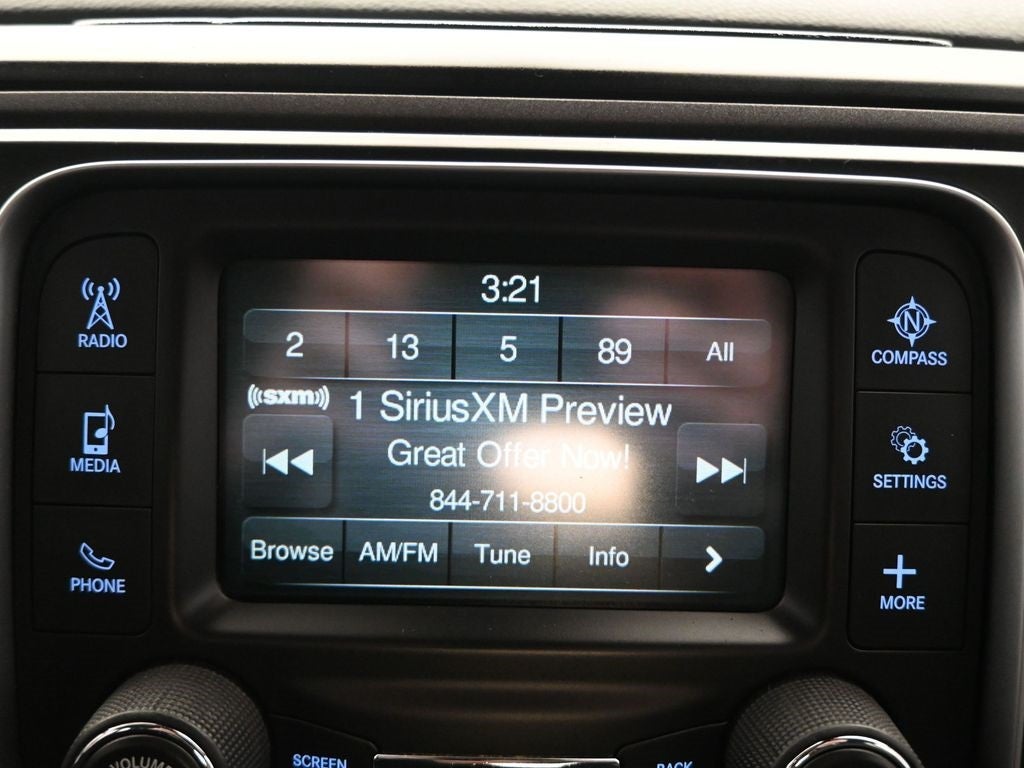 3:21
2 13 5 89 All
((sxm)) 1 SiriusXM Preview
Great Offer Now!
844-711-8800
Browse AM/FM Tune Info
RADIO
MEDIA
PHONE
N
COMPASS
SETTINGS
MORE
VOLUME
SCREEN
BACK